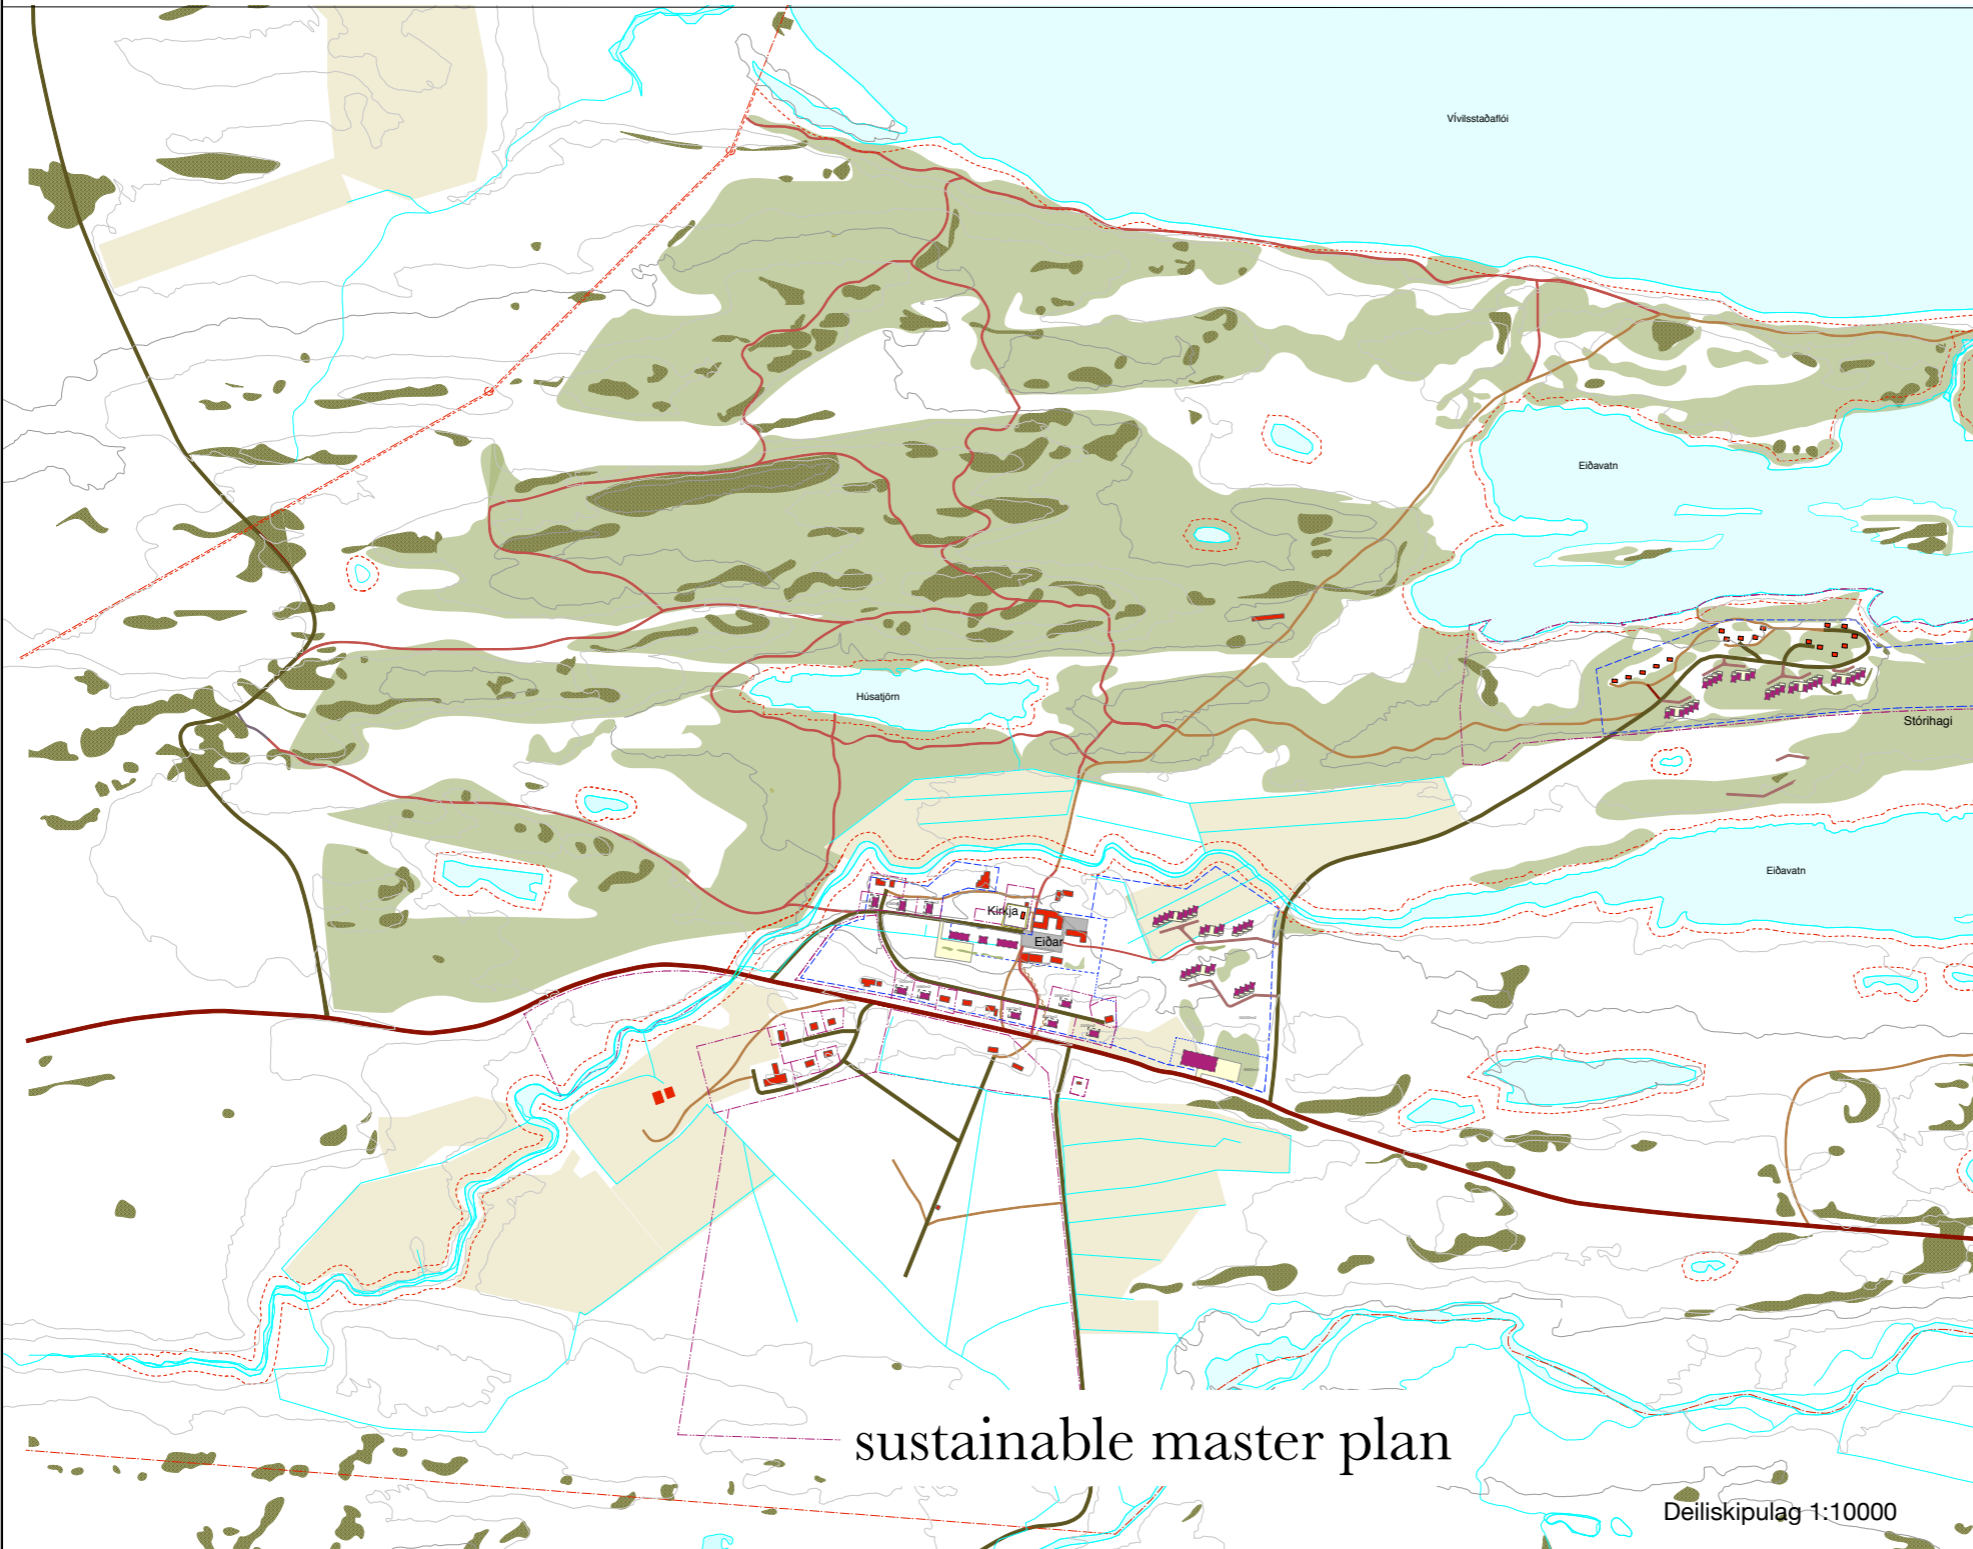 Vívilsstaðaflói
Eiðavatn
Húsatjörn
Stórihagi
Eiðavatn
Kirkja
Eiðar
sustainable master plan
Deiliskipulag 1:10000